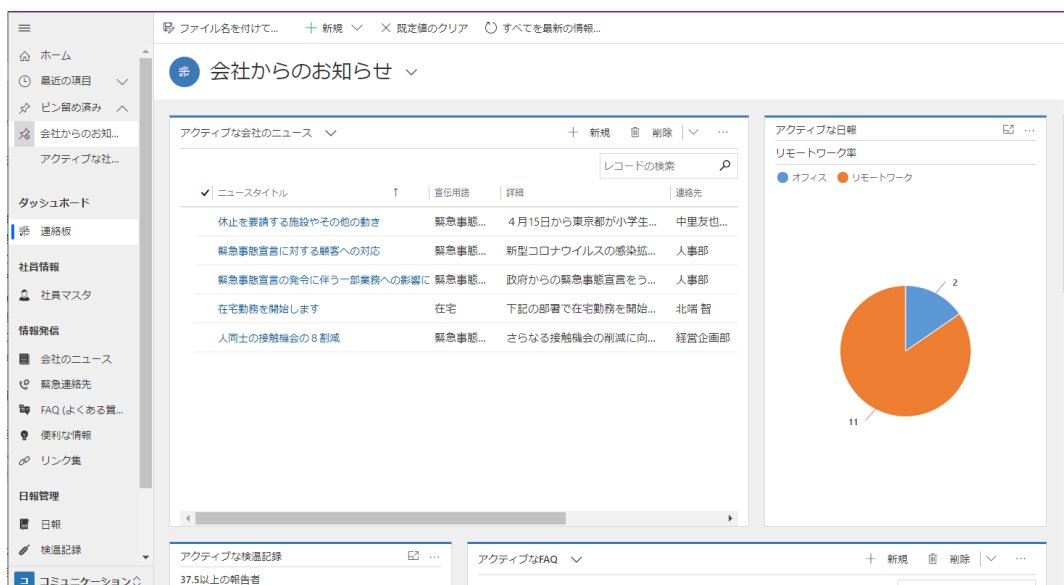 ファイル名を付けて... 新規 既定値のクリア すべてを最新の情報...
ホーム
最近の項目
ピン留め済み
会社からのお知...
アクティブな社...
ダッシュボード
連絡板
社員情報
社員マスタ
情報発信
会社のニュース
緊急連絡先
FAQ (よくある質...
便利な情報
リンク集
日報管理
日報
検温記録
コ コミュニケーション
会社からのお知らせ
アクティブな会社のニュース 新規 削除 ...
レコードの検索
ニュースタイトル ↑ 宣伝用語 詳細 連絡先
休止を要請する施設やその他の動き 緊急事態... 4月15日から東京都が小学生... 中里友也...
緊急事態宣言に対する顧客への対応 緊急事態... 新型コロナウイルスの感染拡... 人事部
緊急事態宣言の発令に伴う一部業務への影響に 緊急事態... 政府からの緊急事態宣言をう... 人事部
在宅勤務を開始します 在宅 下記の部署で在宅勤務を開始... 北端 智
人同士の接触機会の8割減 緊急事態... さらなる接触機会の削減に向... 経営企画部
アクティブな日報 ...
リモートワーク率
オフィス リモートワーク
2
11
アクティブな検温記録 ...
37.5以上の報告者
アクティブなFAQ 新規 削除 ...